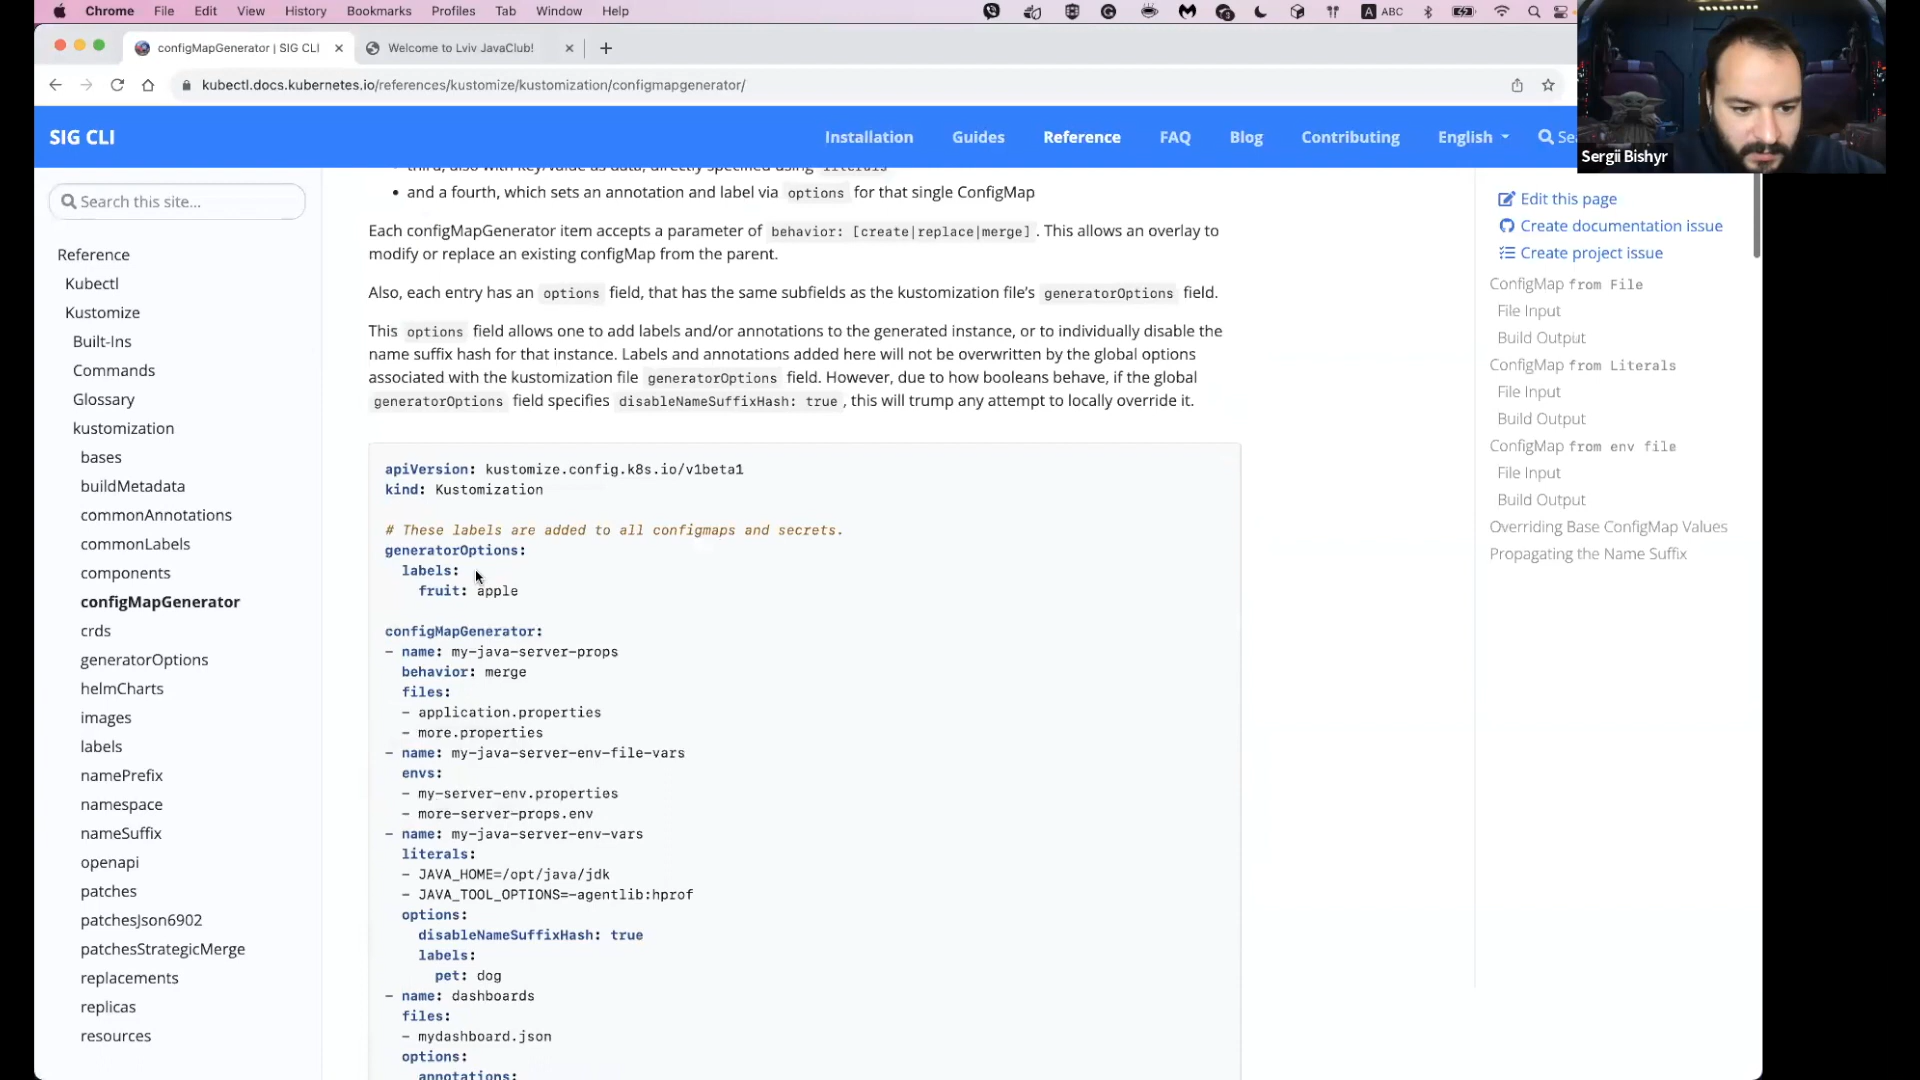 Chrome File Edit View History Bookmarks Profiles Tab Window Help
A ABC
configMapGenerator | SIG CLI
Welcome to Lviv JavaClub!
kubectl.docs.kubernetes.io/references/kustomize/kustomization/configmapgenerator/
Sergii Bishyr
SIG CLI
Installation Guides Reference FAQ Blog Contributing English Se
Search this site...
Reference
Kubectl
Kustomize
Built-Ins
Commands
Glossary
kustomization
bases
buildMetadata
commonAnnotations
commonLabels
components
configMapGenerator
crds
generatorOptions
helmCharts
images
labels
namePrefix
namespace
nameSuffix
openapi
patches
patchesJson6902
patchesStrategicMerge
replacements
replicas
resources
third, also with key/value as data, directly specified using literals
• and a fourth, which sets an annotation and label via options for that single ConfigMap
Each configMapGenerator item accepts a parameter of behavior: [create|replace|merge]. This allows an overlay to
modify or replace an existing configMap from the parent.
Also, each entry has an options field, that has the same subfields as the kustomization file's generatorOptions field.
This options field allows one to add labels and/or annotations to the generated instance, or to individually disable the
name suffix hash for that instance. Labels and annotations added here will not be overwritten by the global options
associated with the kustomization file generatorOptions field. However, due to how booleans behave, if the global
generatorOptions field specifies disableNameSuffixHash: true, this will trump any attempt to locally override it.
apiVersion: kustomize.config.k8s.io/v1beta1
kind: Kustomization
# These labels are added to all configmaps and secrets.
generatorOptions:
labels:
fruit: apple
configMapGenerator:
- name: my-java-server-props
behavior: merge
files:
- application.properties
- more.properties
- name: my-java-server-env-file-vars
envs:
- my-server-env.properties
- more-server-props.env
- name: my-java-server-env-vars
literals:
- JAVA_HOME=/opt/java/jdk
- JAVA_TOOL_OPTIONS=-agentlib:hprof
options:
disableNameSuffixHash: true
labels:
pet: dog
- name: dashboards
files:
- mydashboard.json
options:
annotations:
Edit this page
Create documentation issue
Create project issue
ConfigMap from File
File Input
Build Output
ConfigMap from Literals
File Input
Build Output
ConfigMap from env file
File Input
Build Output
Overriding Base ConfigMap Values
Propagating the Name Suffix